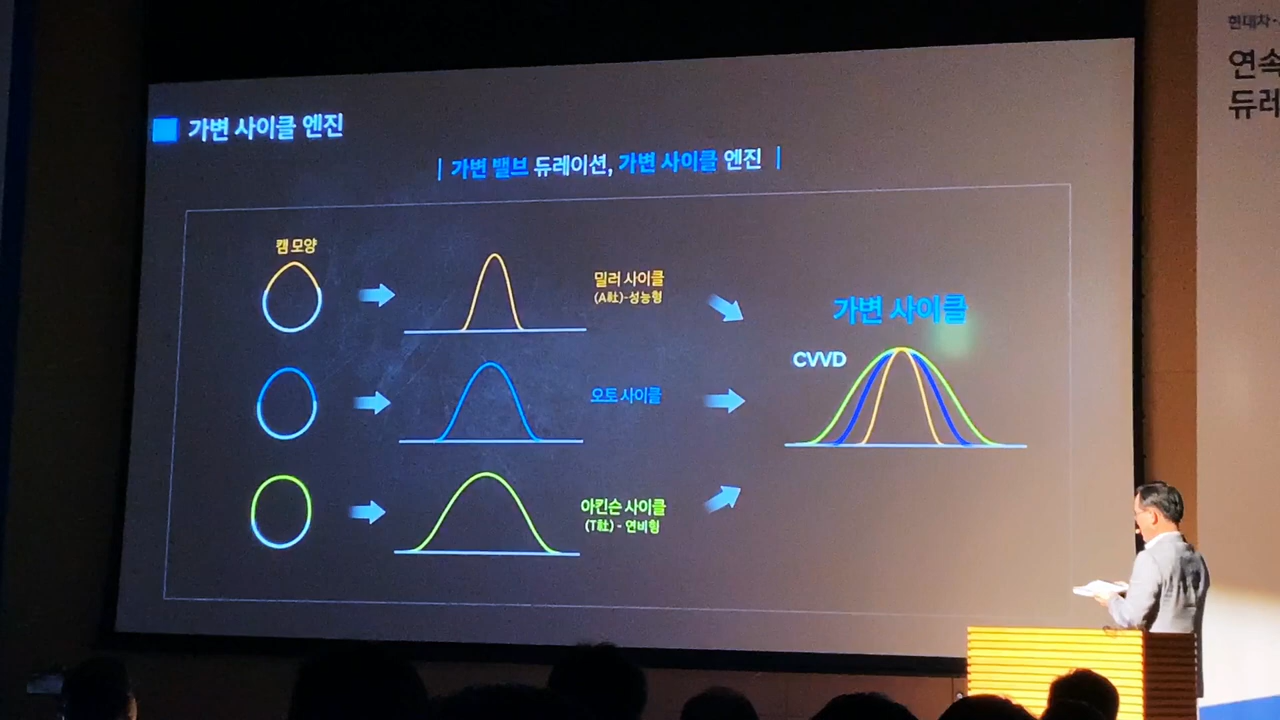 가변 사이클 엔진
| 가변 밸브 듀레이션, 가변 사이클 엔진 |
캠 모양
밀러 사이클
(A社)-성능형
오토 사이클
아킨슨 사이클
(T社) - 연비형
가변 사이클
CVVD
현대차·
연속
듀레